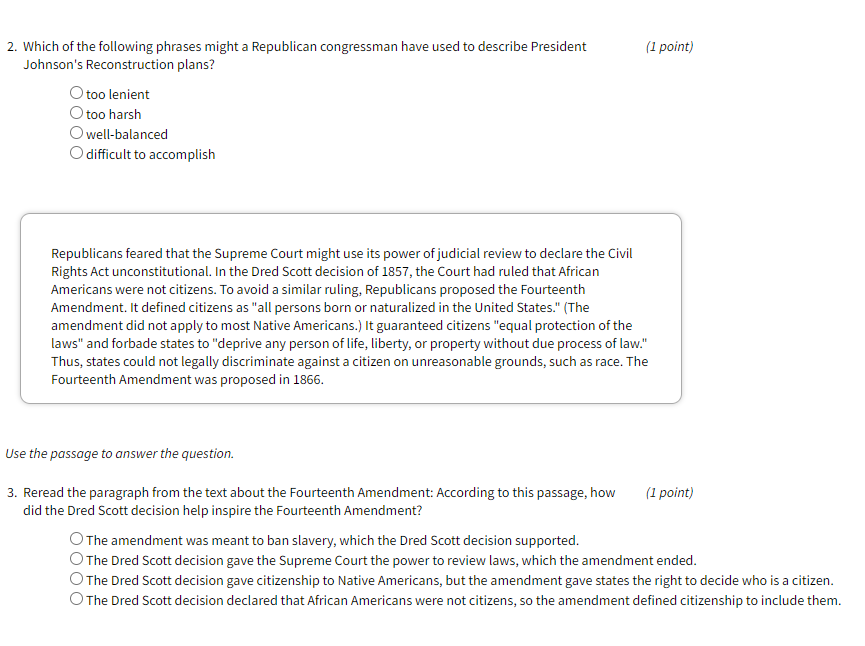 2. Which of the following phrases might a Republican congressman have used to describe President (1 point)
Johnson's Reconstruction plans?
too lenient
too harsh
well-balanced
difficult to accomplish
Republicans feared that the Supreme Court might use its power of judicial review to declare the Civil
Rights Act unconstitutional. In the Dred Scott decision of 1857, the Court had ruled that African
Americans were not citizens. To avoid a similar ruling, Republicans proposed the Fourteenth
Amendment. It defined citizens as "all persons born or naturalized in the United States." (The
amendment did not apply to most Native Americans.) It guaranteed citizens "equal protection of the
laws" and forbade states to "deprive any person of life, liberty, or property without due process of law."
Thus, states could not legally discriminate against a citizen on unreasonable grounds, such as race. The
Fourteenth Amendment was proposed in 1866.
Use the passage to answer the question.
3. Reread the paragraph from the text about the Fourteenth Amendment: According to this passage, how (1 point)
did the Dred Scott decision help inspire the Fourteenth Amendment?
The amendment was meant to ban slavery, which the Dred Scott decision supported.
The Dred Scott decision gave the Supreme Court the power to review laws, which the amendment ended.
The Dred Scott decision gave citizenship to Native Americans, but the amendment gave states the right to decide who is a citizen.
The Dred Scott decision declared that African Americans were not citizens, so the amendment defined citizenship to include them.